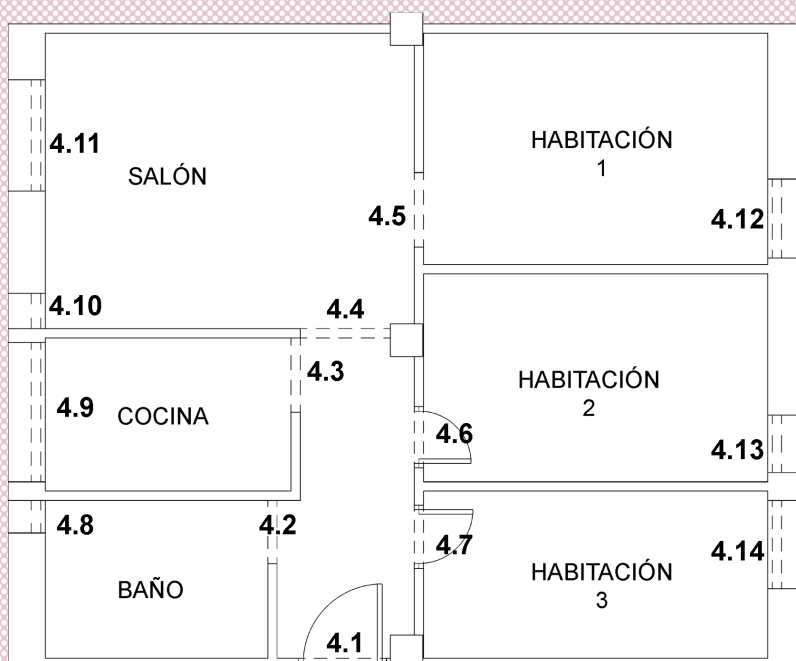 4.11
SALÓN
HABITACIÓN
1
4.5
4.12
4.10
4.4
4.3
4.9
COCINA
HABITACIÓN
2
4.6
4.13
4.8
4.2
4.7
4.14
BAÑO
HABITACIÓN
3
4.1